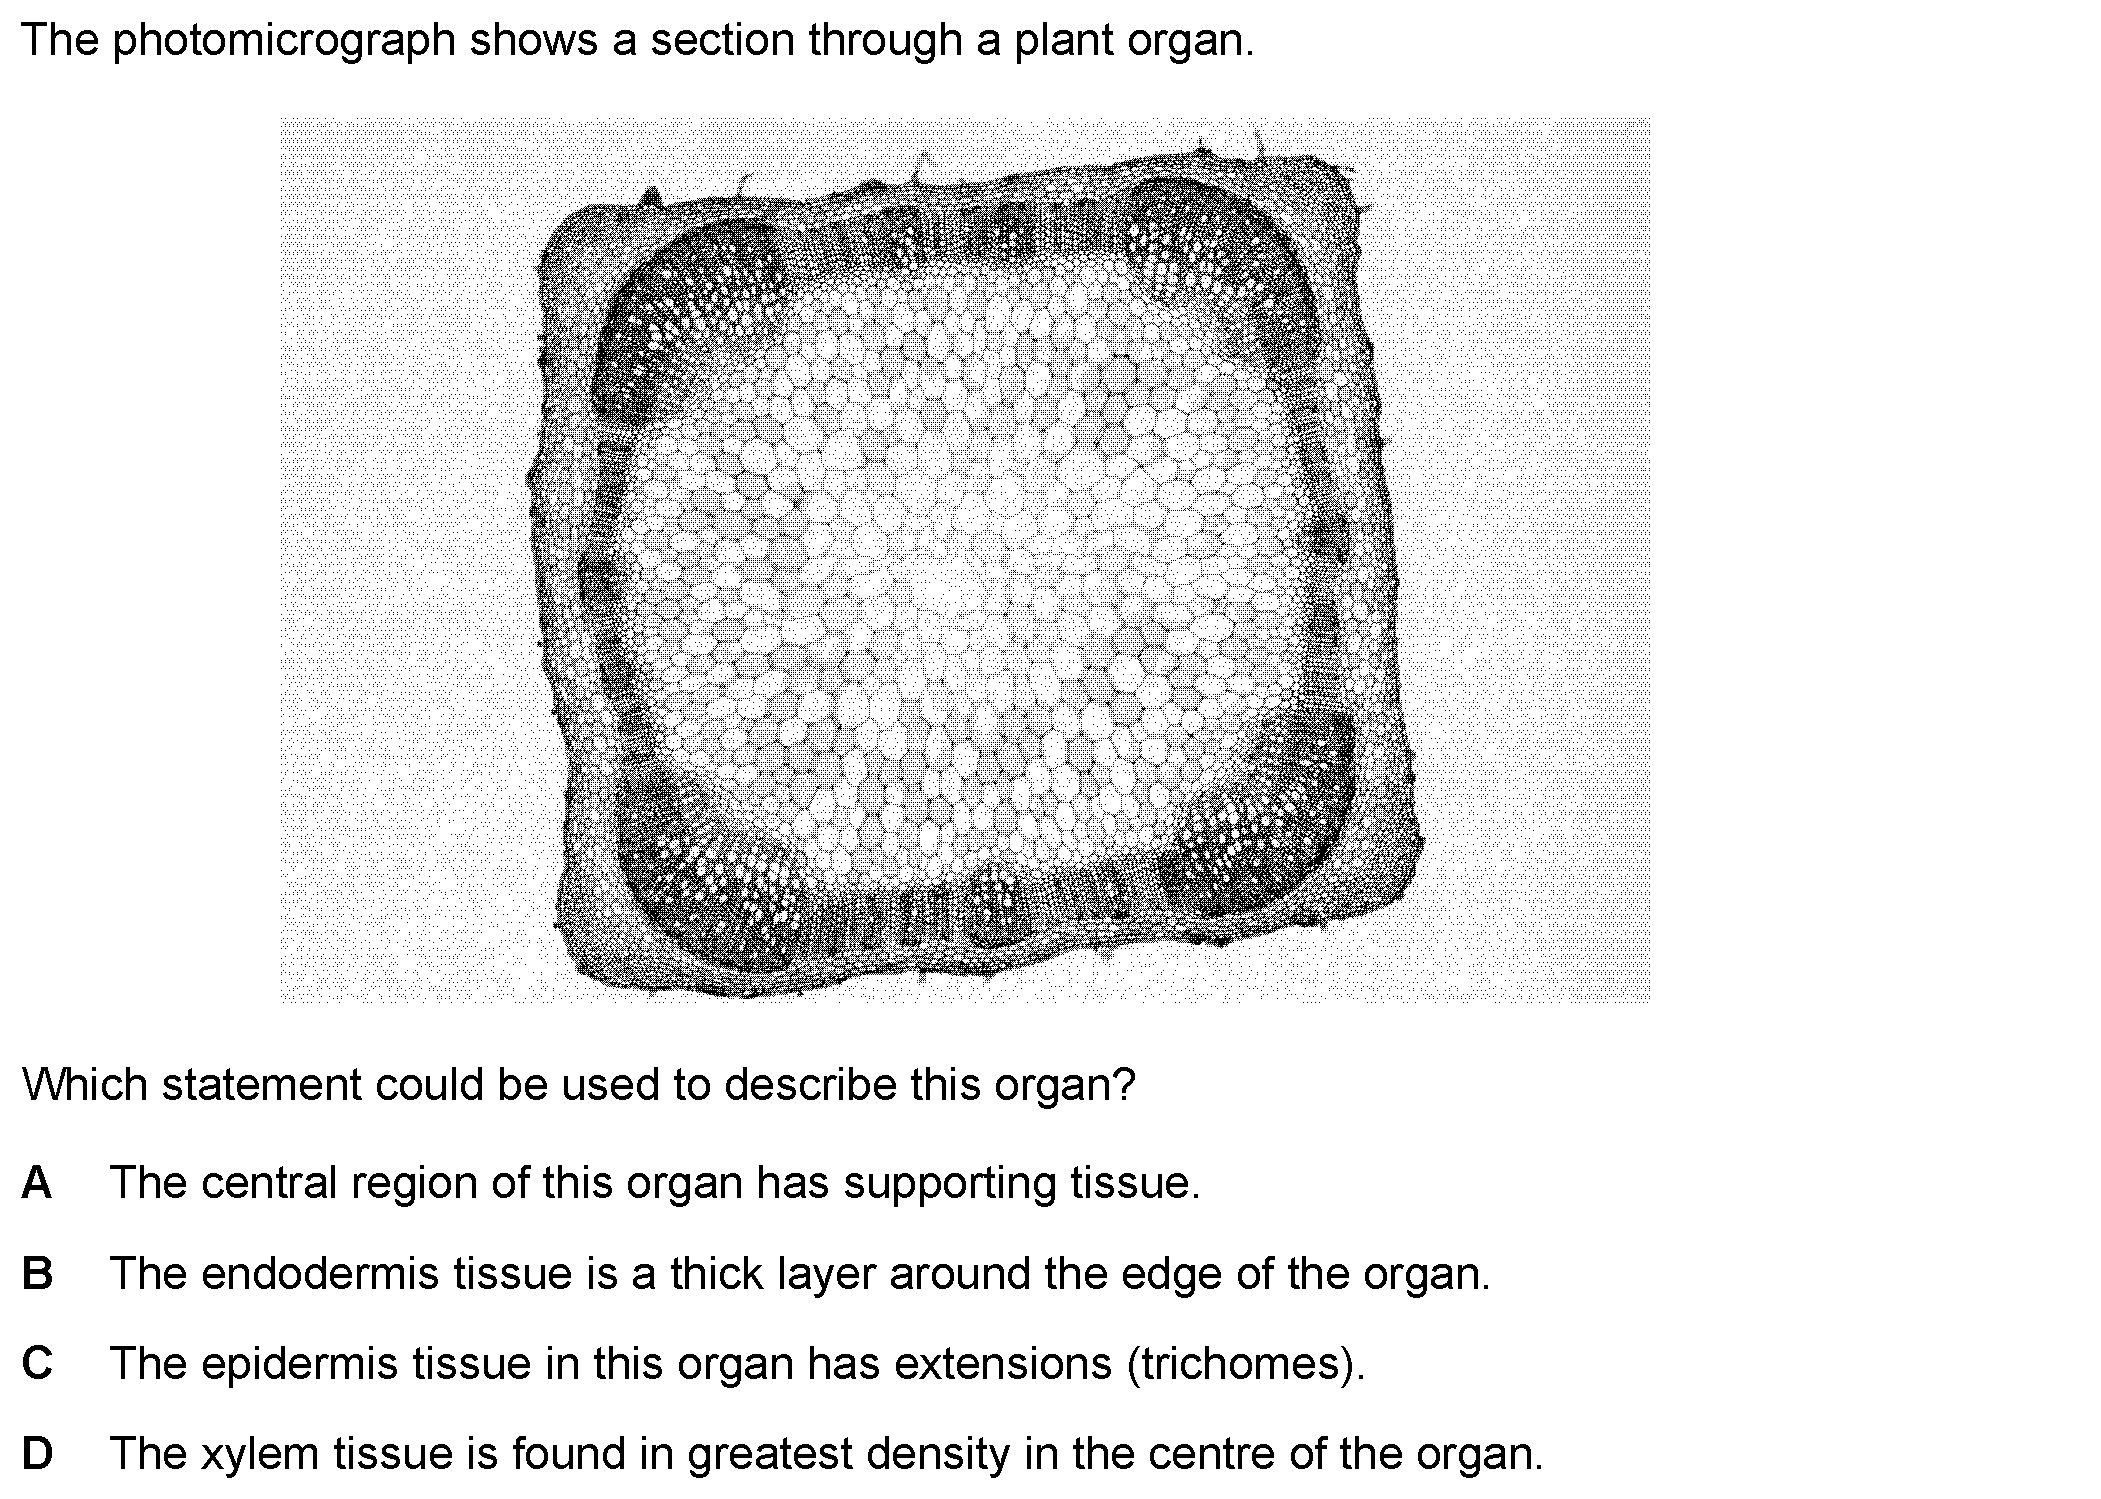 The photomicrograph shows a section through a plant organ.
Which statement could be used to describe this organ?
A The central region of this organ has supporting tissue.
B The endodermis tissue is a thick layer around the edge of the organ.
C The epidermis tissue in this organ has extensions (trichomes).
D The xylem tissue is found in greatest density in the centre of the organ.